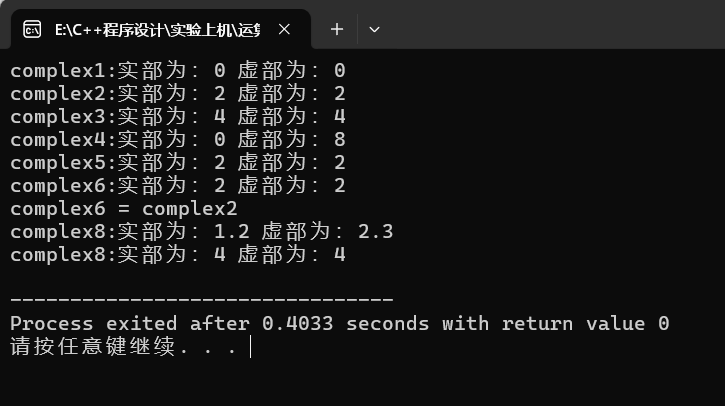 E:\C++程序设计\实验上机\运
complex1:实部为: 0 虚部为: 0
complex2:实部为: 2 虚部为: 2
complex3:实部为: 4 虚部为: 4
complex4:实部为: 0 虚部为: 8
complex5:实部为: 2 虚部为: 2
complex6:实部为: 2 虚部为: 2
complex6 = complex2
complex8:实部为: 1.2 虚部为: 2.3
complex8:实部为: 4 虚部为: 4
--------------------------------
Process exited after 0.4033 seconds with return value 0
请按任意键继续. . .